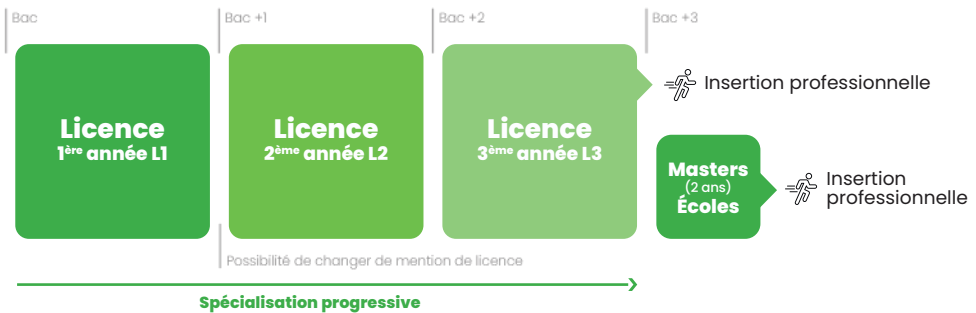 Bac
Bac +1
Bac +2
Bac +3
Licence
1ère année L1
Licence
2ème année L2
Licence
3ème année L3
Insertion professionnelle
Masters
(2 ans)
Écoles
Insertion
professionnelle
Possibilité de changer de mention de licence
Spécialisation progressive